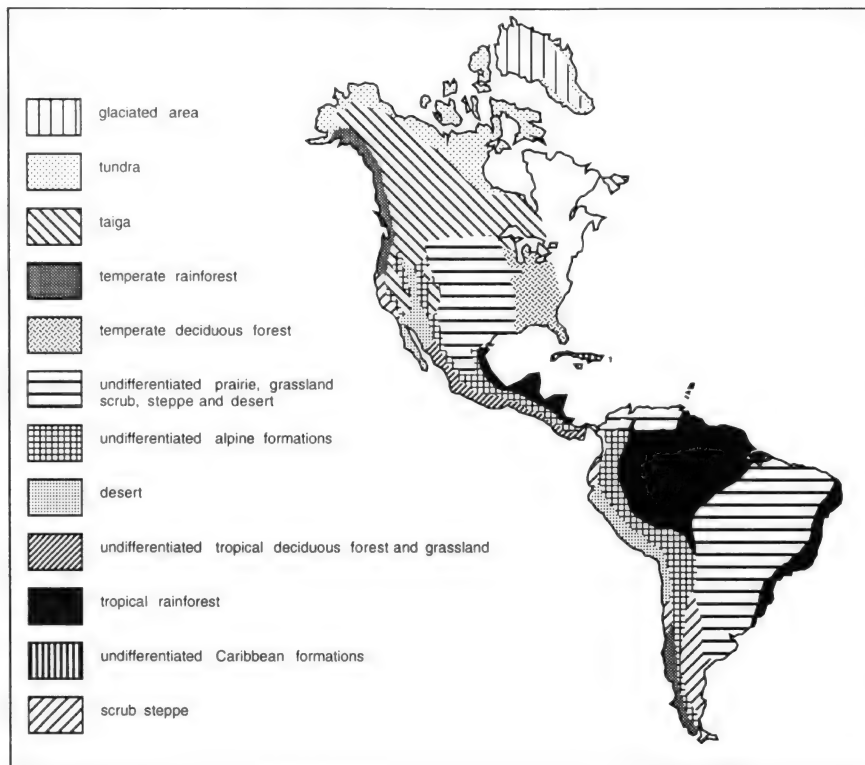 glaciated area
tundra
taiga
temperate rainforest
temperate deciduous forest
undifferentiated prairie, grassland
scrub, steppe and desert
undifferentiated alpine formations
desert
undifferentiated tropical deciduous forest and grassland
tropical rainforest
undifferentiated Caribbean formations
scrub steppe